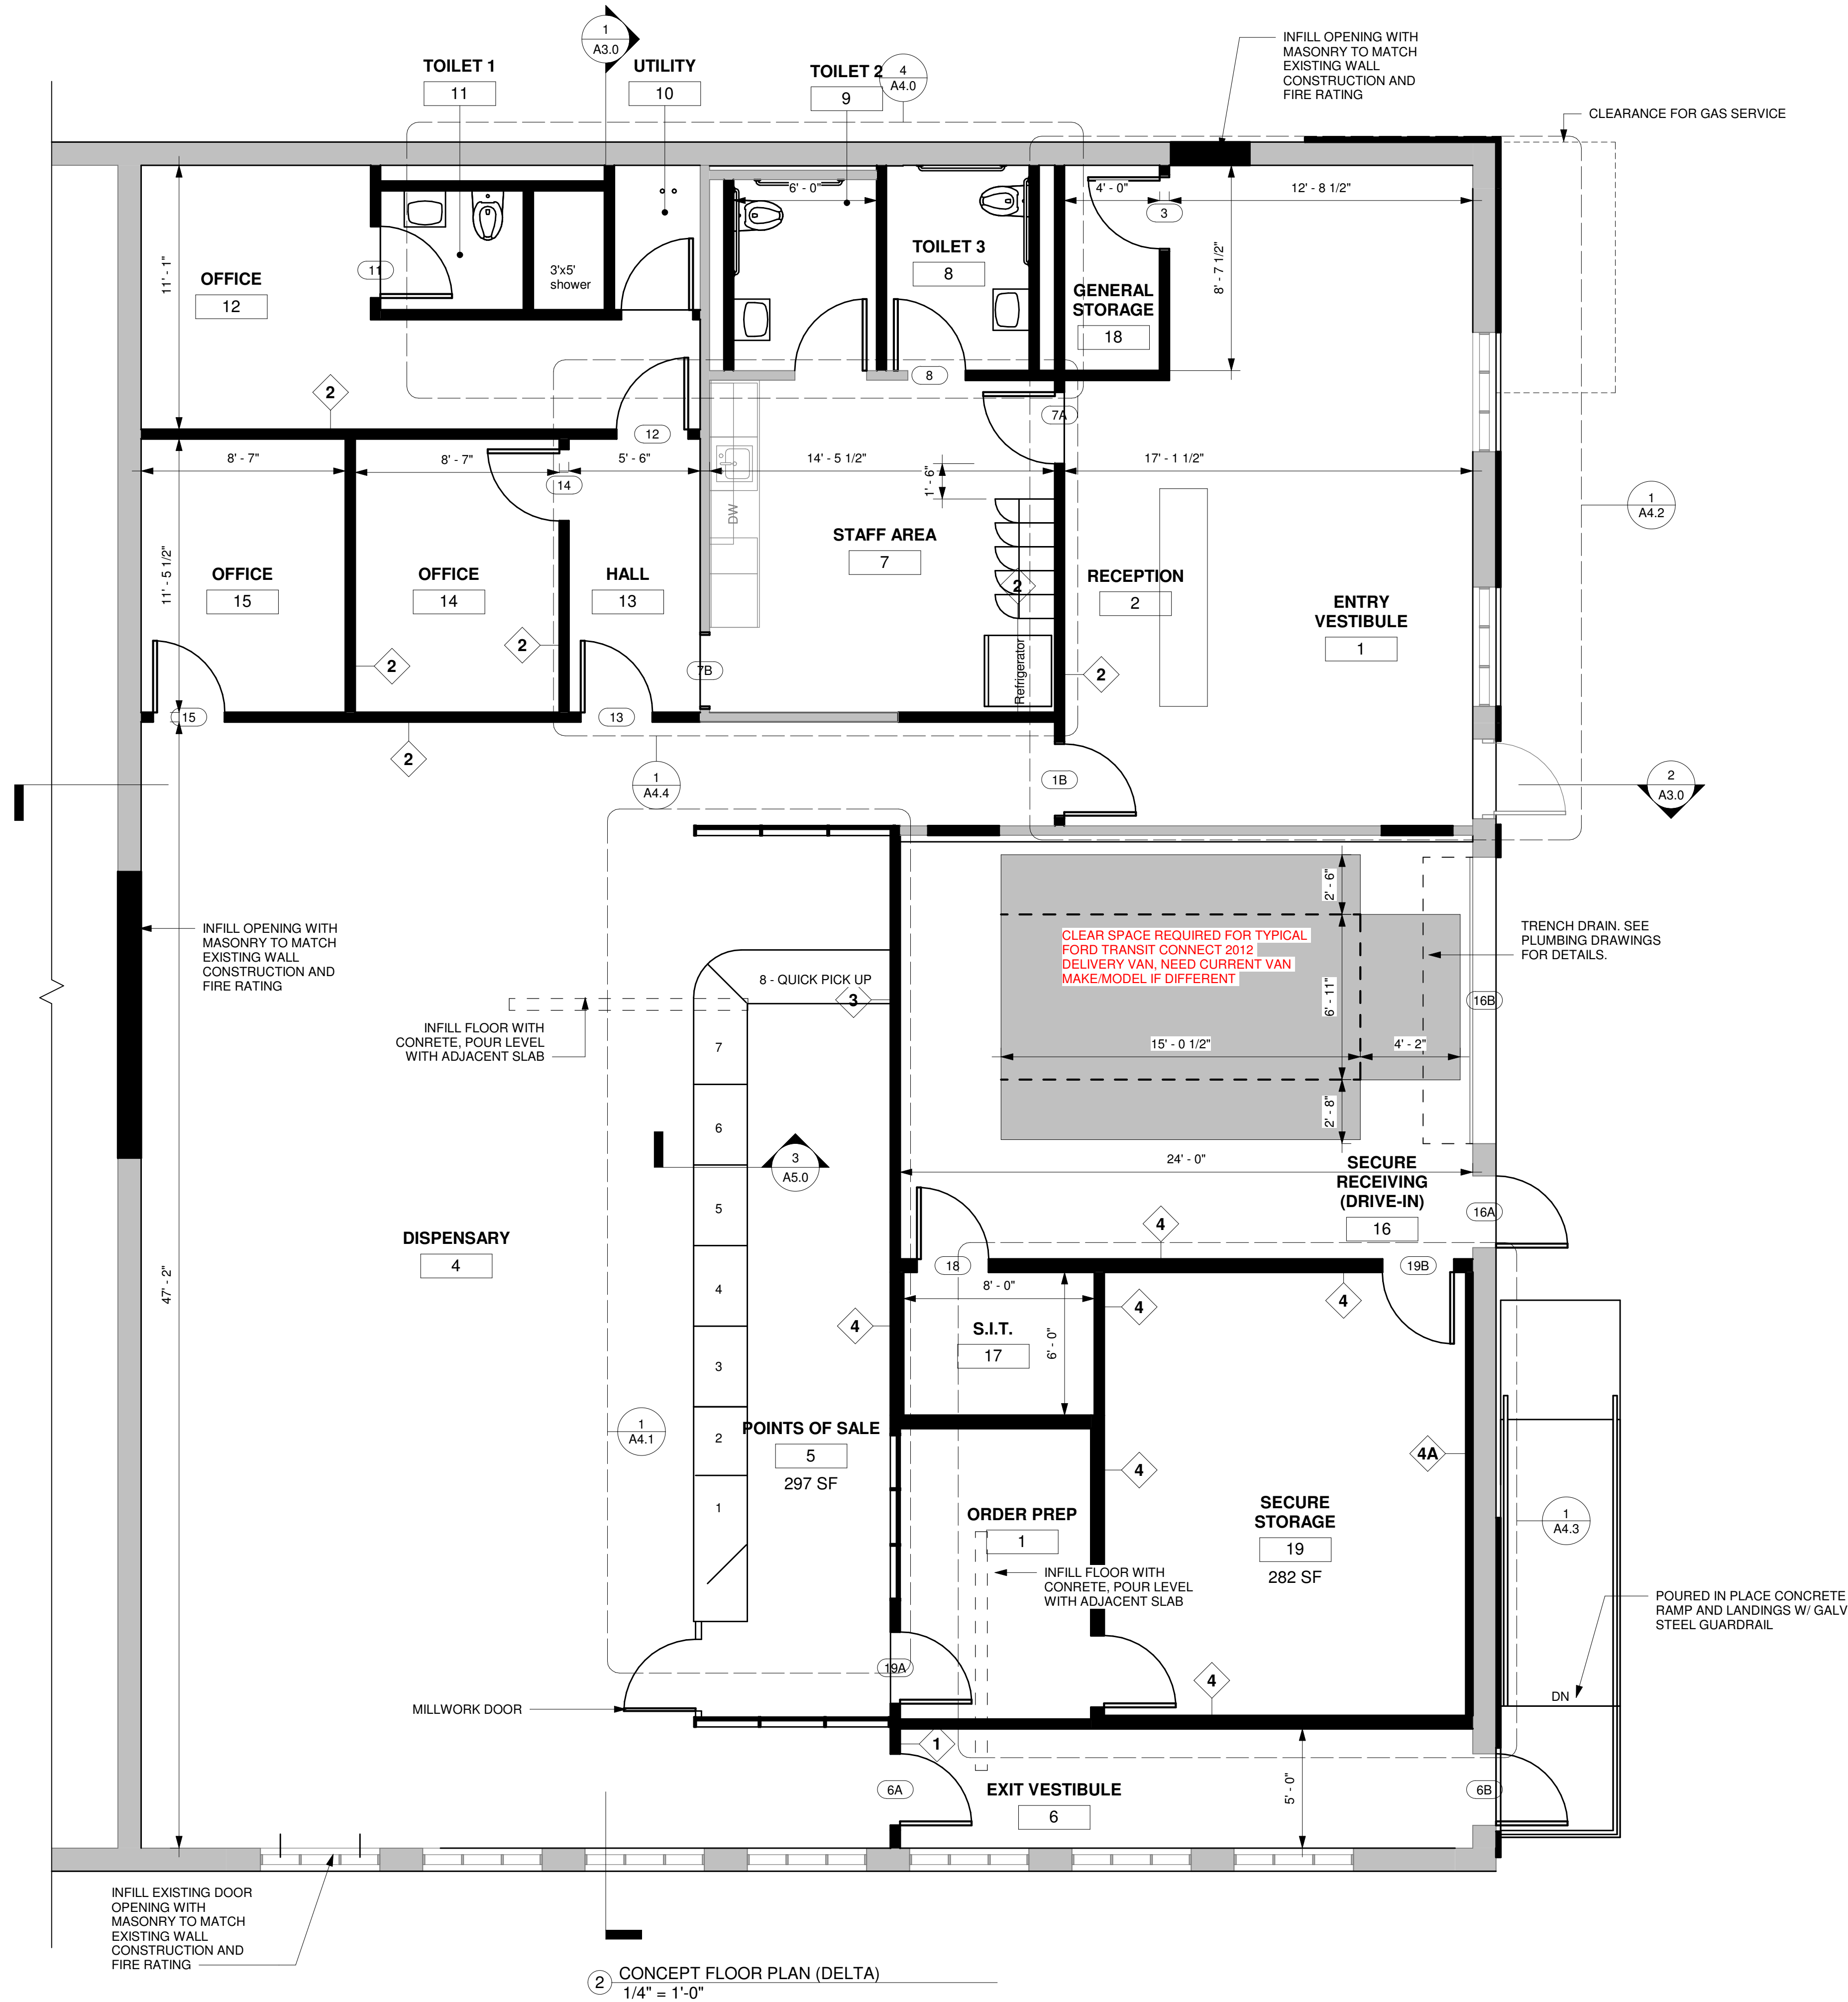 1
A3.0
INFILL OPENING WITH
MASONRY TO MATCH
EXISTING WALL
CONSTRUCTION AND
FIRE RATING
TOILET 1
11
UTILITY
10
TOILET 2
9
4
A4.0
CLEARANCE FOR GAS SERVICE
6' - 0"
4' - 0"
3
12' - 8 1/2"
11' - 1"
OFFICE
12
11
3'x5'
shower
TOILET 3
8
8' - 7 1/2"
GENERAL
STORAGE
18
8
2
12
7A
8' - 7"
8' - 7"
5' - 6"
14' - 5 1/2"
17' - 1 1/2"
14
1' - 6"
DW
1
A4.2
STAFF AREA
7
11' - 5 1/2"
OFFICE
15
OFFICE
14
HALL
13
2
RECEPTION
2
ENTRY
VESTIBULE
1
2
2
7B
Refrigerator
2
15
13
2
1
A4.4
1B
2
A3.0
2' - 6"
INFILL OPENING WITH
MASONRY TO MATCH
EXISTING WALL
CONSTRUCTION AND
FIRE RATING
CLEAR SPACE REQUIRED FOR TYPICAL
FORD TRANSIT CONNECT 2012
DELIVERY VAN, NEED CURRENT VAN
MAKE/MODEL IF DIFFERENT
TRENCH DRAIN. SEE
PLUMBING DRAWINGS
FOR DETAILS.
8 - QUICK PICK UP
3
6' - 11"
16B
INFILL FLOOR WITH
CONRETE, POUR LEVEL
WITH ADJACENT SLAB
7
15' - 0 1/2"
4' - 2"
6
2' - 8"
3
A5.0
24' - 0"
SECURE
RECEIVING
(DRIVE-IN)
16
5
16A
DISPENSARY
4
4
18
19B
47' - 2"
4
8' - 0"
4
4
4
S.I.T.
17
6' - 0"
3
1
A4.1
2
POINTS OF SALE
5
297 SF
4
4A
1
ORDER PREP
1
SECURE
STORAGE
19
282 SF
1
A4.3
INFILL FLOOR WITH
CONRETE, POUR LEVEL
WITH ADJACENT SLAB
POURED IN PLACE CONCRETE
RAMP AND LANDINGS W/ GALV
STEEL GUARDRAIL
19A
4
DN
MILLWORK DOOR
1
6A
EXIT VESTIBULE
6
5' - 0"
6B
INFILL EXISTING DOOR
OPENING WITH
MASONRY TO MATCH
EXISTING WALL
CONSTRUCTION AND
FIRE RATING
2
CONCEPT FLOOR PLAN (DELTA)
1/4" = 1'-0"